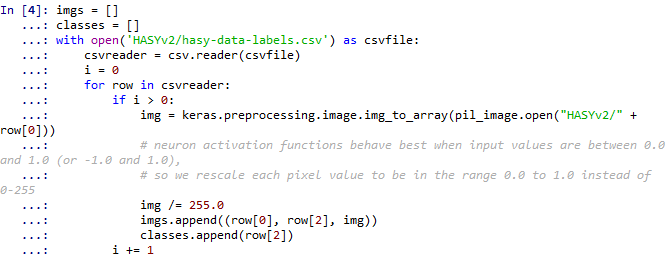 In [4]: imgs = []
   ...: classes = []
   ...: with open('HASYv2/hasy-data-labels.csv') as csvfile:
   ...:     csvreader = csv.reader(csvfile)
   ...:     i = 0
   ...:     for row in csvreader:
   ...:         if i > 0:
   ...:             img = keras.preprocessing.image.img_to_array(pil_image.open("HASYv2/" +
row[0]))
   ...:             # neuron activation functions behave best when input values are between 0.0
and 1.0 (or -1.0 and 1.0),
   ...:             # so we rescale each pixel value to be in the range 0.0 to 1.0 instead of
0-255
   ...:             img /= 255.0
   ...:             imgs.append((row[0], row[2], img))
   ...:             classes.append(row[2])
   ...:         i += 1